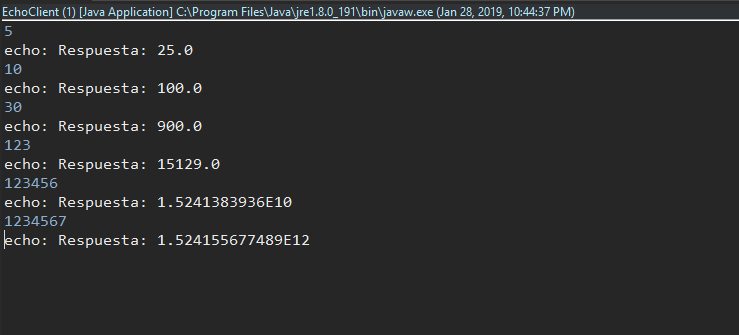 EchoClient (1) [Java Application] C:\Program Files\Java\jre1.8.0_191\bin\javaw.exe (Jan 28, 2019, 10:44:37 PM)
5
echo: Respuesta: 25.0
10
echo: Respuesta: 100.0
30
echo: Respuesta: 900.0
123
echo: Respuesta: 15129.0
123456
echo: Respuesta: 1.5241383936E10
1234567
echo: Respuesta: 1.524155677489E12